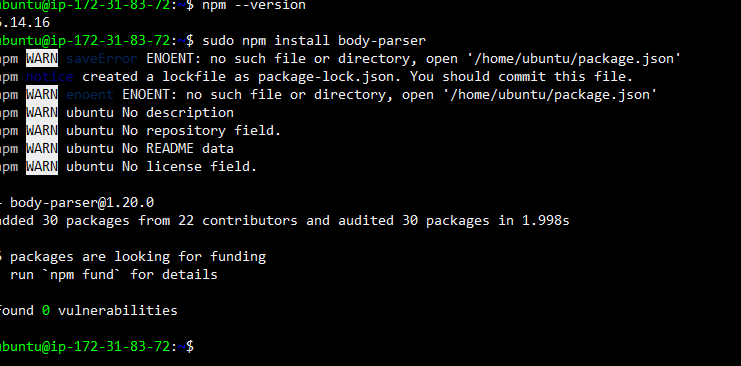 ubuntu@ip-172-31-83-72:~$ npm --version
6.14.16
ubuntu@ip-172-31-83-72:~$ sudo npm install body-parser
npm WARN saveError ENOENT: no such file or directory, open '/home/ubuntu/package.json'
npm notice created a lockfile as package-lock.json. You should commit this file.
npm WARN enoent ENOENT: no such file or directory, open '/home/ubuntu/package.json'
npm WARN ubuntu No description
npm WARN ubuntu No repository field.
npm WARN ubuntu No README data
npm WARN ubuntu No license field.
+ body-parser@1.20.0
added 30 packages from 22 contributors and audited 30 packages in 1.998s
packages are looking for funding
run `npm fund` for details
found 0 vulnerabilities
ubuntu@ip-172-31-83-72:~$